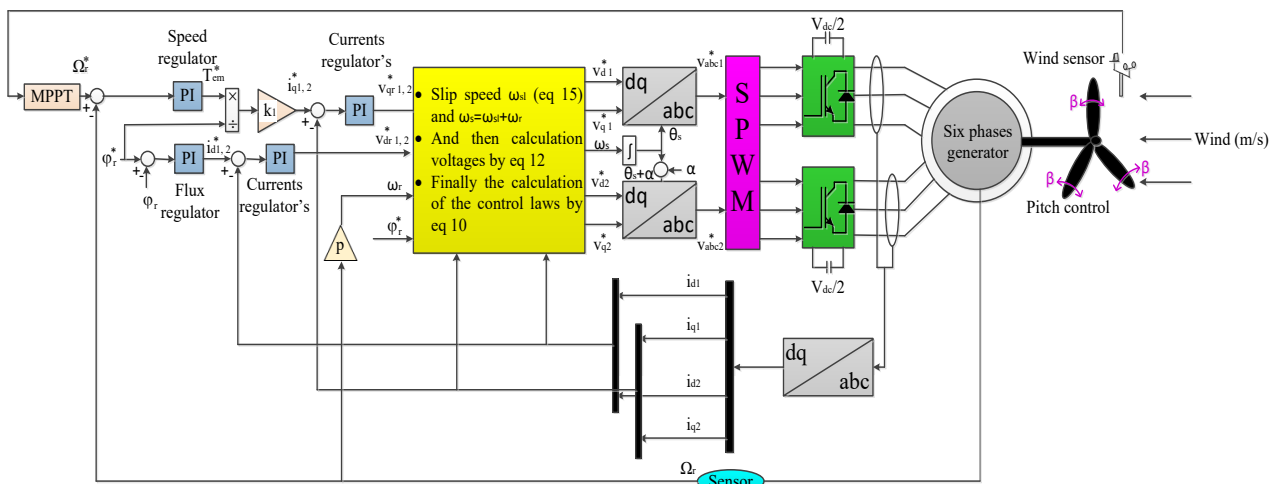 Speed
regulator
Currents
regulator's
Ω*r
T*em
i*q1, 2
v*qr 1, 2
MPPT
+
-
PI
×
÷
k1
+
-
PI
φ*r
+
-
PI
i*d1, 2
+
-
PI
v*dr 1, 2
φr
Flux
regulator
Currents
regulator's
ωr
φ*r
p
• Slip speed ωsl (eq 15)
and ωs=ωsl+ωr
• And then calculation
voltages by eq 12
• Finally the calculation
of the control laws by
eq 10
v*d 1
v*q 1
ωs
v*d2
v*q2
dq
abc
∫
θs
θs+α
α
dq
abc
v*abc1
v*abc2
S
P
W
M
Vdc/2
Vdc/2
Six phases
generator
Wind sensor
β
β
β
Pitch control
Wind (m/s)
id1
iq1
id2
iq2
dq
abc
Ωr
Sensor